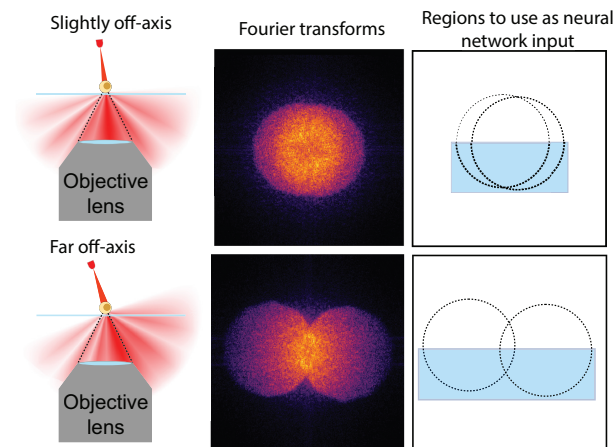 Slightly off-axis
Fourier transforms
Regions to use as neural
network input
Objective
lens
Far off-axis
Objective
lens